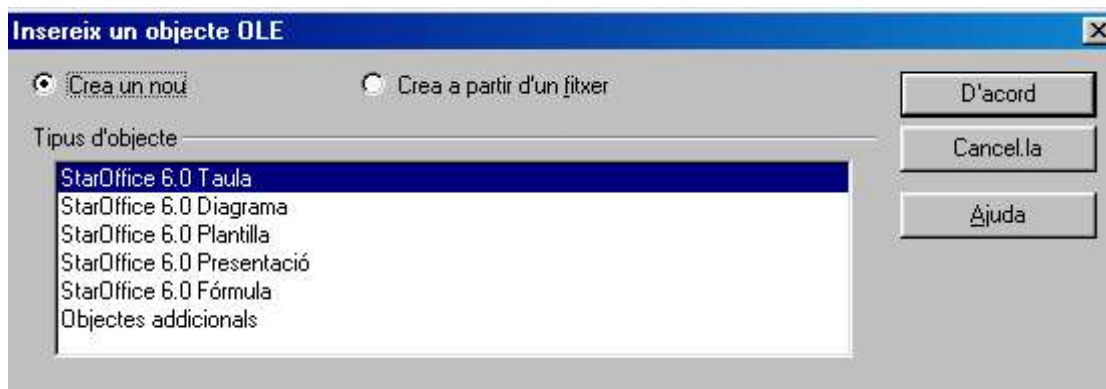 Insereix un objecte OLE
Crea un nou
Crea a partir d'un fitxer
D'acord
Tipus d'objecte
Cancel.la
StarOffice 6.0 Taula
StarOffice 6.0 Diagrama
Ajuda
StarOffice 6.0 Plantilla
StarOffice 6.0 Presentació
StarOffice 6.0 Fórmula
Objectes addicionals